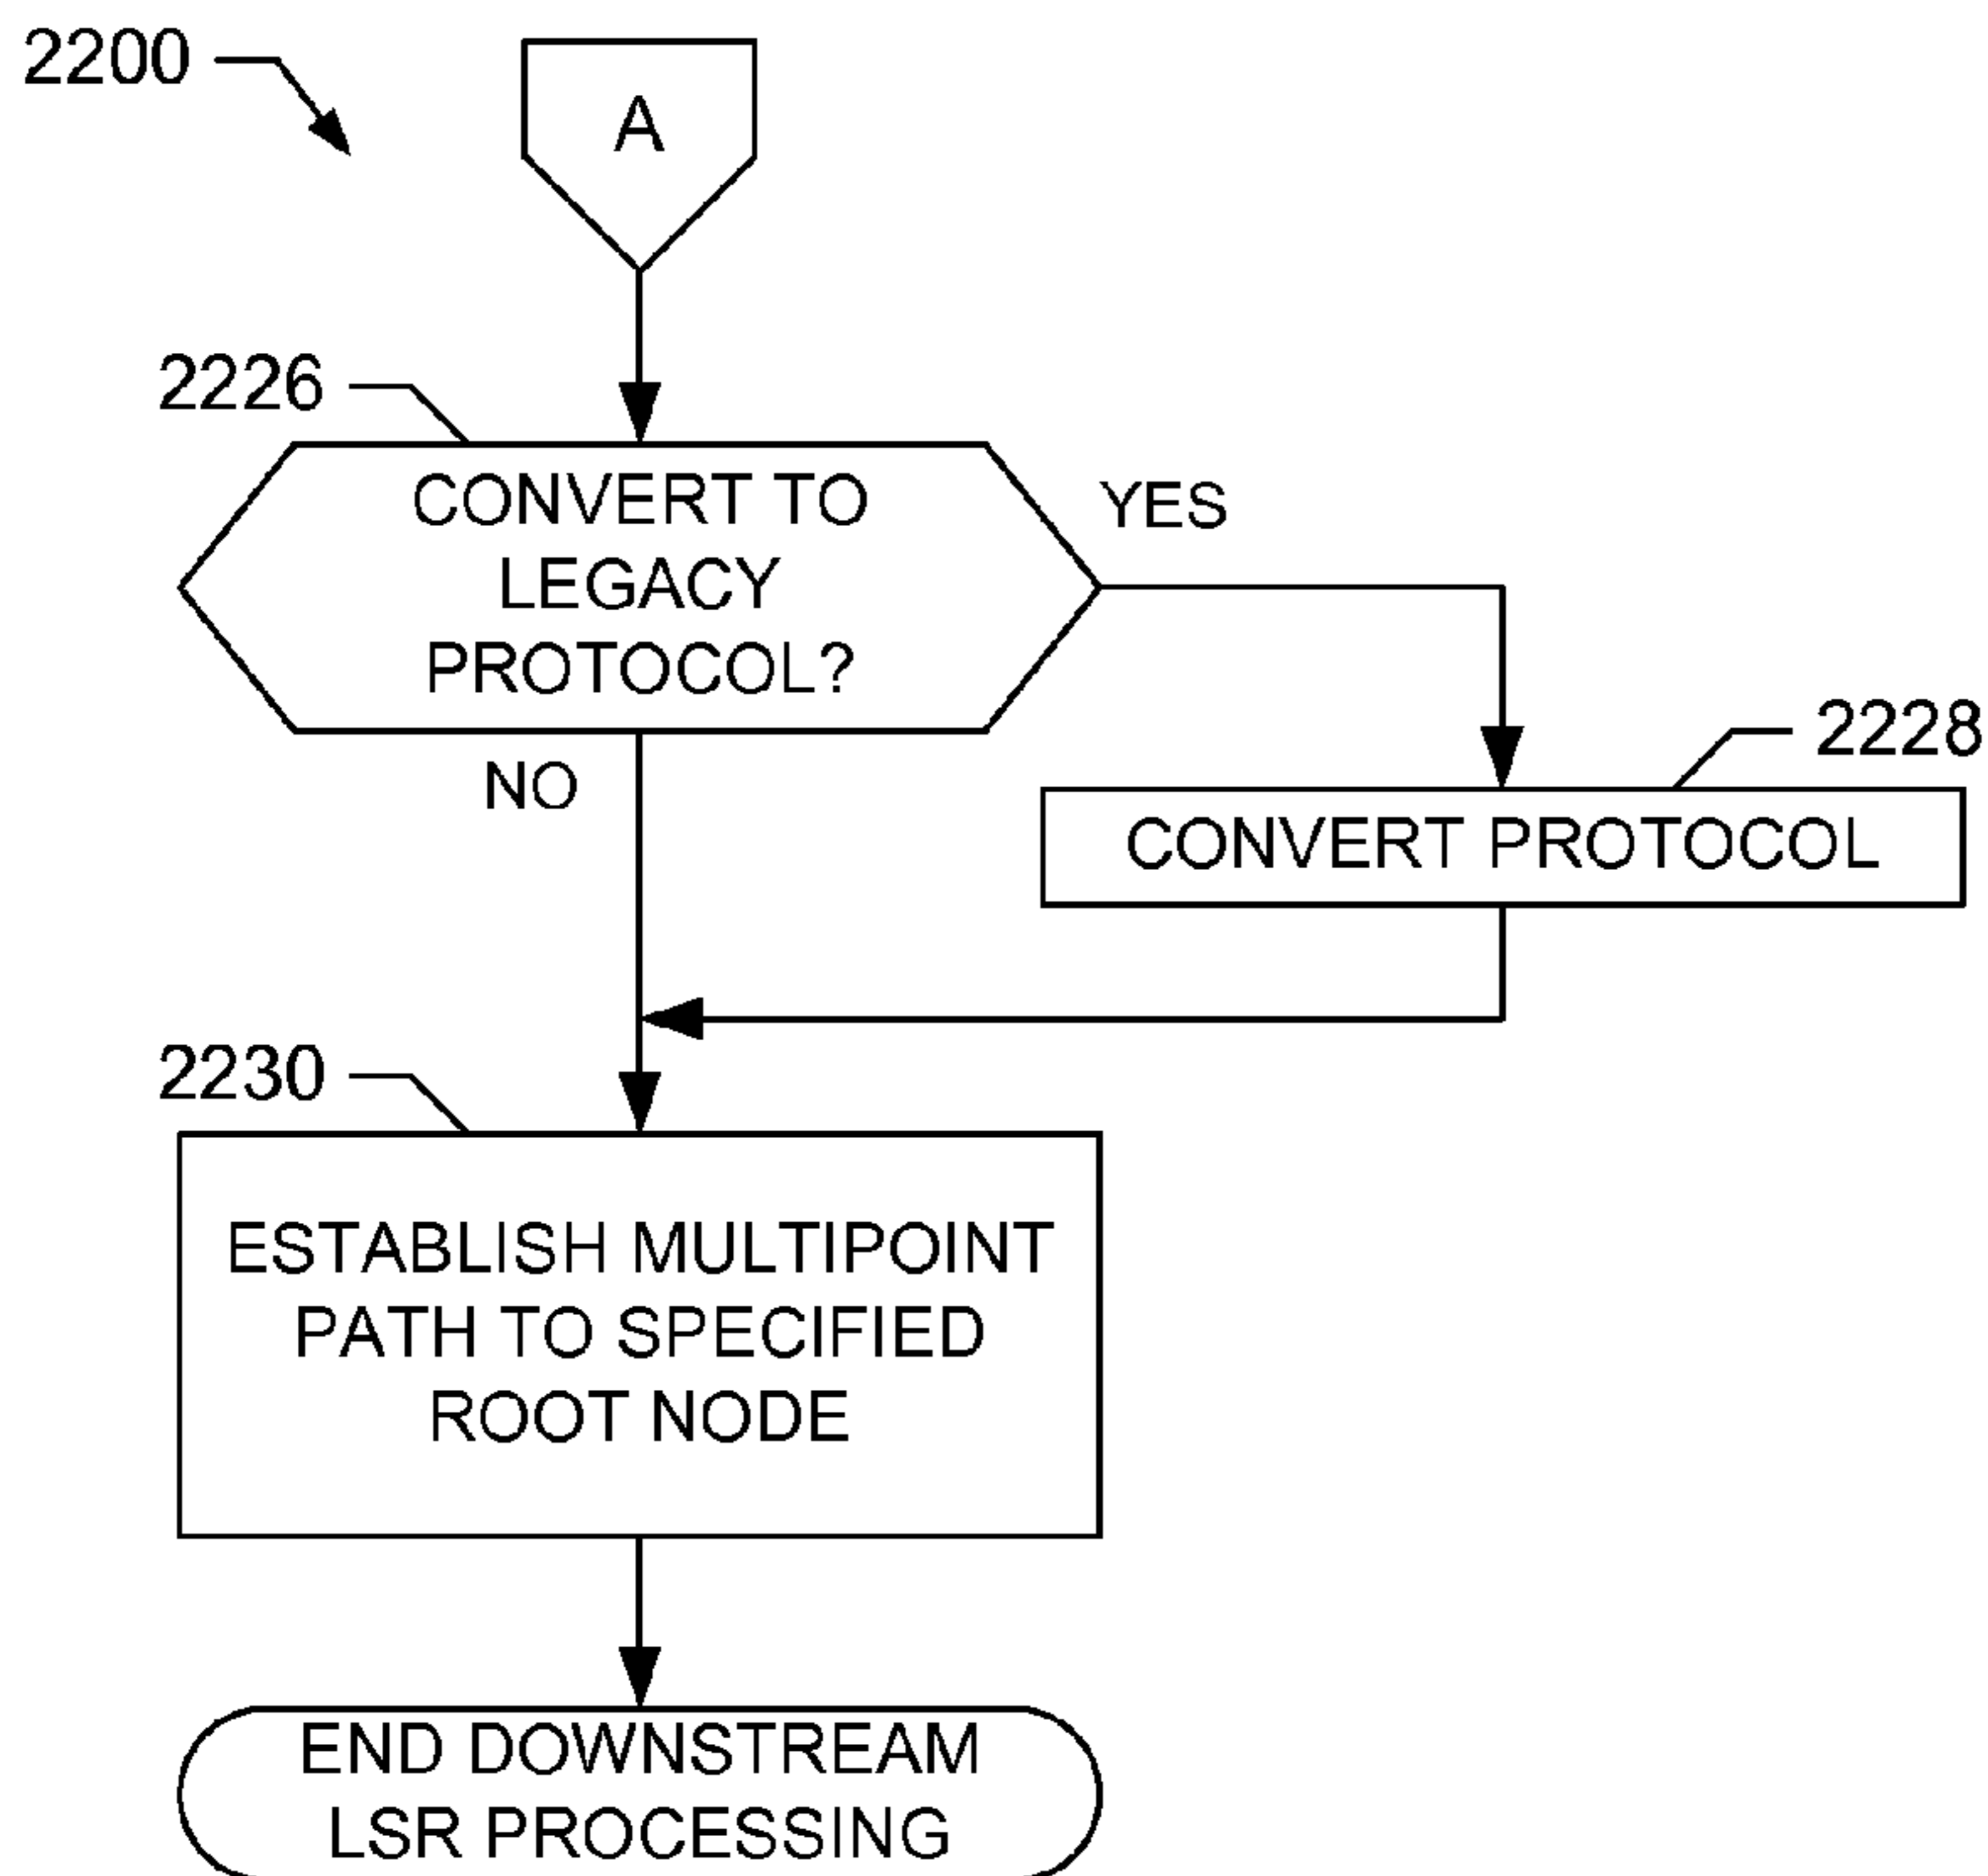 2200
A
2226
CONVERT TO
LEGACY
PROTOCOL?
YES
NO
2228
CONVERT PROTOCOL
2230
ESTABLISH MULTIPOINT
PATH TO SPECIFIED
ROOT NODE
END DOWNSTREAM
LSR PROCESSING